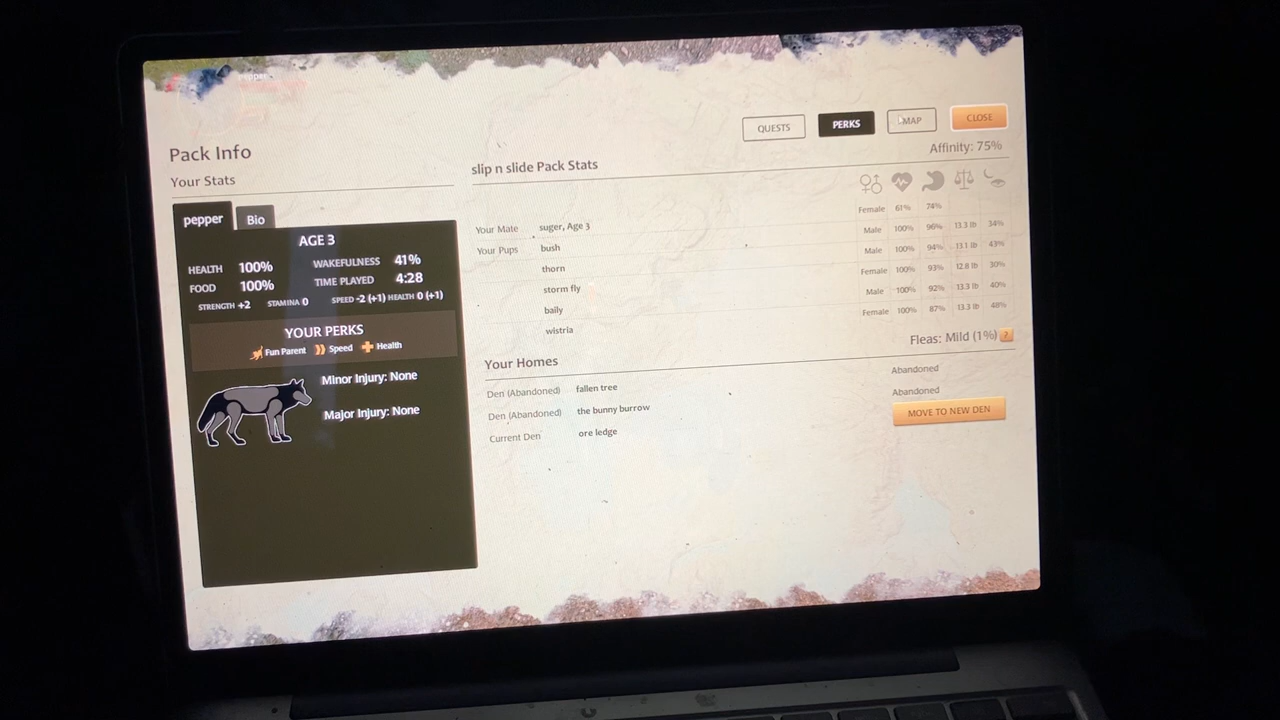 pepper
QUESTS
PERKS
MAP
CLOSE
Pack Info
Affinity: 75%
Your Stats
slip n slide Pack Stats
pepper
Bio
AGE 3
HEALTH 100% WAKEFULNESS 41%
FOOD 100% TIME PLAYED 4:28
STRENGTH +2 STAMINA 0 SPEED -2 (+1) HEALTH 0 (+1)
YOUR PERKS
Fun Parent Speed Health
Minor Injury: None
Major Injury: None
Your Mate suger, Age 3 Female 61% 74%
Your Pups bush Male 100% 96% 13.3 lb 34%
thorn Male 100% 94% 13.1 lb 43%
storm fly Female 100% 93% 12.8 lb 30%
baily Male 100% 92% 13.3 lb 40%
wistria Female 100% 87% 13.3 lb 48%
Fleas: Mild (1%) ?
Your Homes
Den (Abandoned) fallen tree Abandoned
Den (Abandoned) the bunny burrow Abandoned
Current Den ore ledge MOVE TO NEW DEN